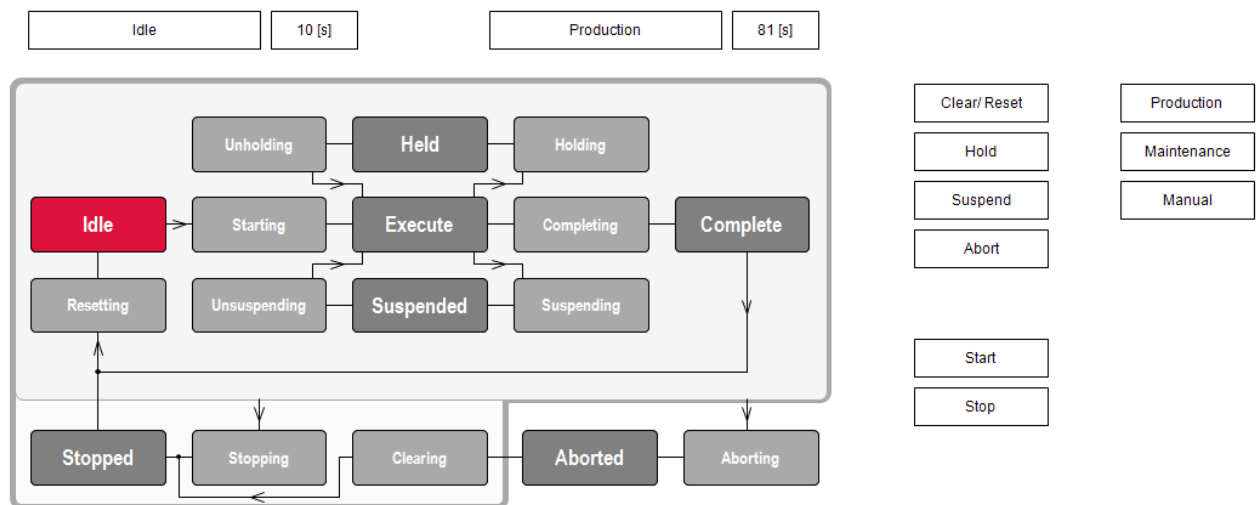 Idle 10 [s] Production 81 [s]
Clear/ Reset Production
Unholding Held Holding
Hold Maintenance
Suspend Manual
Idle Starting Execute Completing Complete
Abort
Resetting Unsuspending Suspended Suspending
Start
Stop
Stopped Stopping Clearing Aborted Aborting